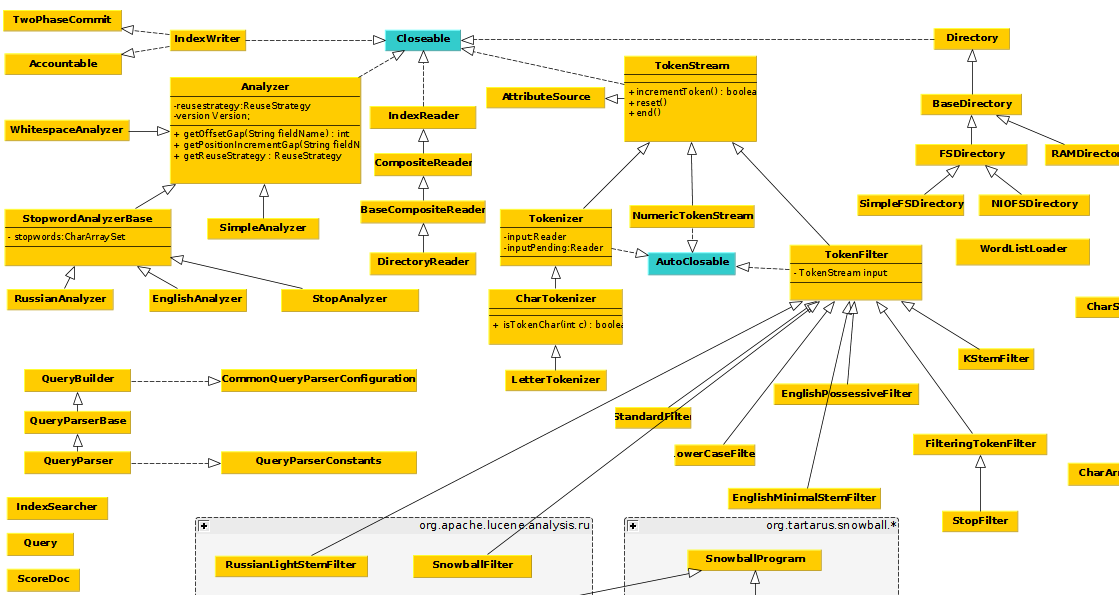 TwoPhaseCommit
IndexWriter
Closeable
Directory
Accountable
Analyzer
-reusestrategy:ReuseStrategy
-version Version;
+ getOffsetGap(String fieldName) : int
+ getPositionIncrementGap(String fieldN
+ getReuseStrategy : ReuseStrategy
TokenStream
+incrementToken() : boolea
+reset()
+end()
AttributeSource
BaseDirectory
IndexReader
WhitespaceAnalyzer
FSDirectory
RAMDirector
CompositeReader
SimpleFSDirectory
NIOFSDirectory
BaseCompositeReader
StopwordAnalyzerBase
- stopwords:CharArraySet
SimpleAnalyzer
Tokenizer
-input:Reader
-inputPending:Reader
NumericTokenStream
WordListLoader
DirectoryReader
AutoClosable
TokenFilter
- TokenStream input
RussianAnalyzer
EnglishAnalyzer
StopAnalyzer
CharTokenizer
+ isTokenChar(int c) : boolea
CharS
KStemFilter
QueryBuilder
CommonQueryParserConfiguration
LetterTokenizer
EnglishPossessiveFilter
QueryParserBase
StandardFilter
FilteringTokenFilter
QueryParser
QueryParserConstants
LowerCaseFilte
CharAr
EnglishMinimalStemFilter
IndexSearcher
StopFilter
+
org.apache.lucene.analysis.ru
+
org.tartarus.snowball.*
Query
RussianLightStemFilter
SnowballFilter
SnowballProgram
ScoreDoc